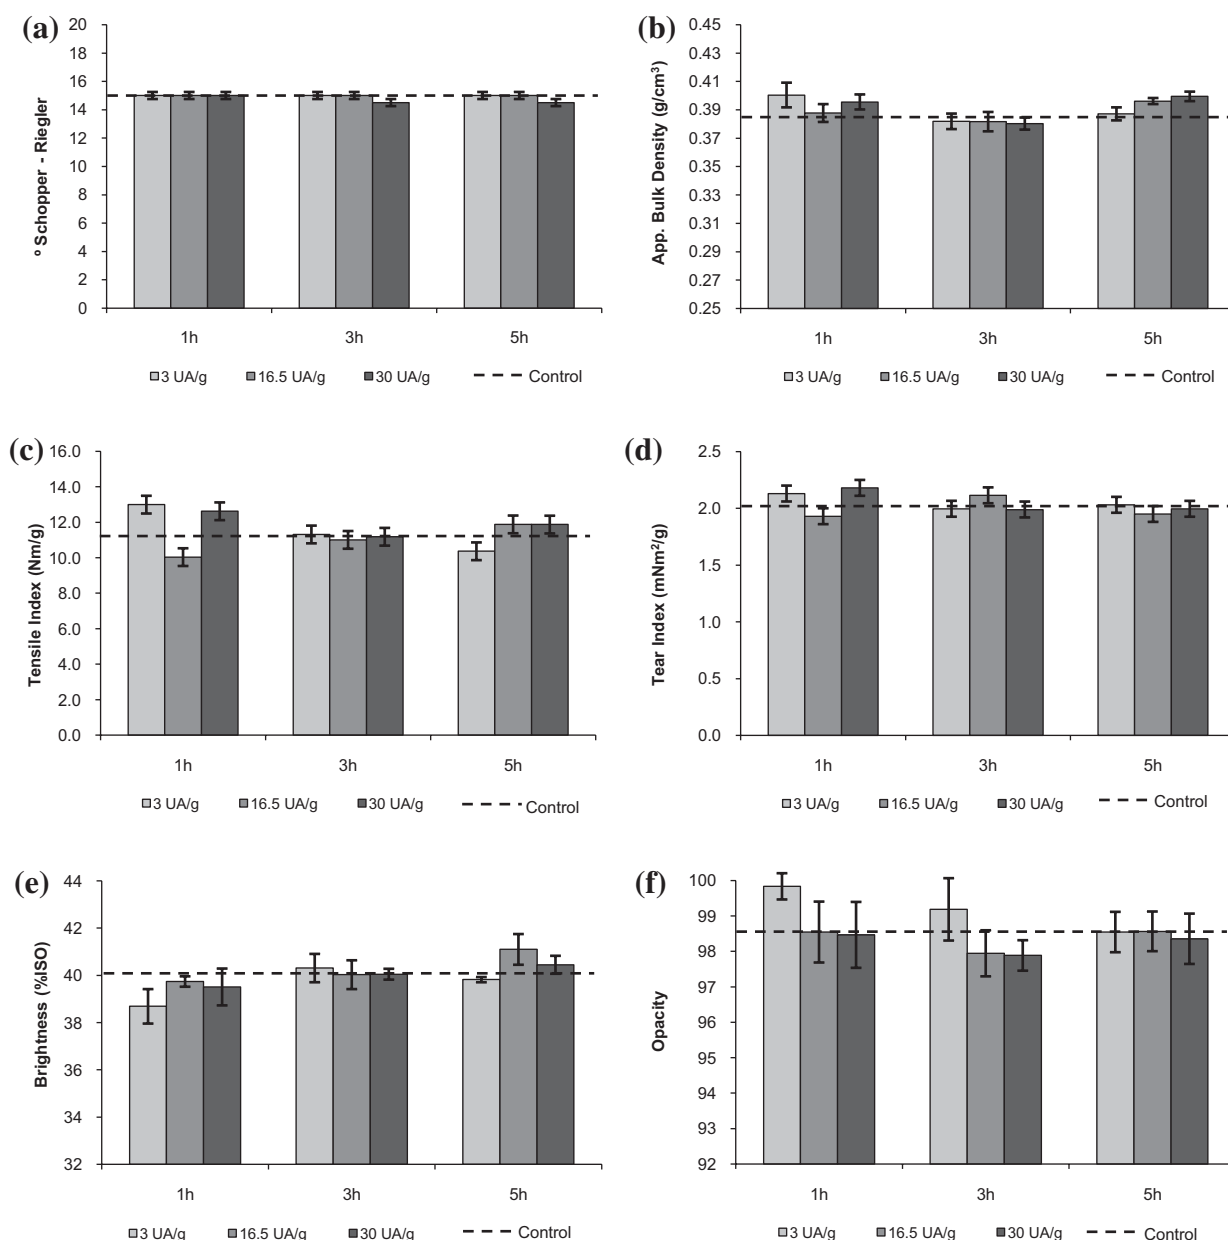 (a)
º Schopper - Riegler
20
18
16
14
12
10
8
6
4
2
0
1h 3h 5h
3 UA/g 16.5 UA/g 30 UA/g Control
(b)
App. Bulk Density (g/cm³)
0.45
0.43
0.41
0.39
0.37
0.35
0.33
0.31
0.29
0.27
0.25
1h 3h 5h
3 UA/g 16.5 UA/g 30 UA/g Control
(c)
Tensile Index (Nm/g)
16.0
14.0
12.0
10.0
8.0
6.0
4.0
2.0
0.0
1h 3h 5h
3 UA/g 16.5 UA/g 30 UA/g Control
(d)
Tear Index (mNm²/g)
2.5
2.0
1.5
1.0
0.5
0.0
1h 3h 5h
3 UA/g 16.5 UA/g 30 UA/g Control
(e)
Brightness (%ISO)
44
42
40
38
36
34
32
1h 3h 5h
3 UA/g 16.5 UA/g 30 UA/g Control
(f)
Opacity
100
99
98
97
96
95
94
93
92
1h 3h 5h
3 UA/g 16.5 UA/g 30 UA/g Control